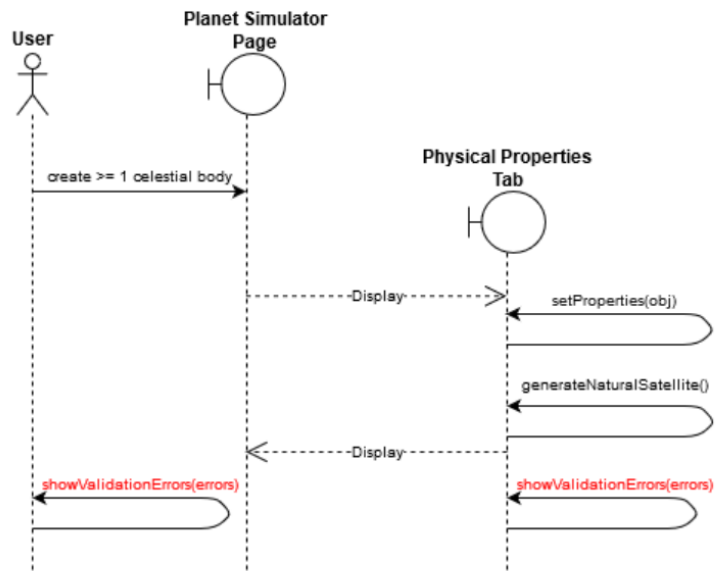 Planet Simulator
Page
User
Physical Properties
Tab
create >= 1 celestial body
Display
setProperties(obj)
generateNaturalSatellite()
Display
showValidationErrors(errors)
showValidationErrors(errors)